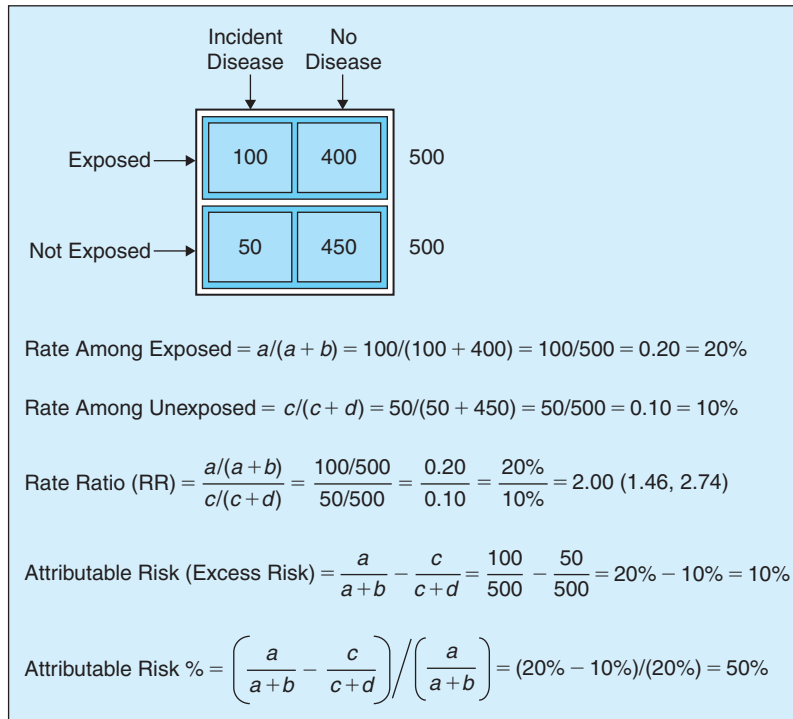 Incident No
Disease Disease
Exposed 100 400 500
Not Exposed 50 450 500
Rate Among Exposed = a/(a + b) = 100/(100 + 400) = 100/500 = 0.20 = 20%
Rate Among Unexposed = c/(c + d) = 50/(50 + 450) = 50/500 = 0.10 = 10%
Rate Ratio (RR) = a/(a+b) / c/(c+d) = 100/500 / 50/500 = 0.20 / 0.10 = 20% / 10% = 2.00 (1.46, 2.74)
Attributable Risk (Excess Risk) = a / a+b − c / c+d = 100 / 500 − 50 / 500 = 20% − 10% = 10%
Attributable Risk % = (a / a+b − c / c+d) / (a / a+b) = (20% − 10%)/(20%) = 50%